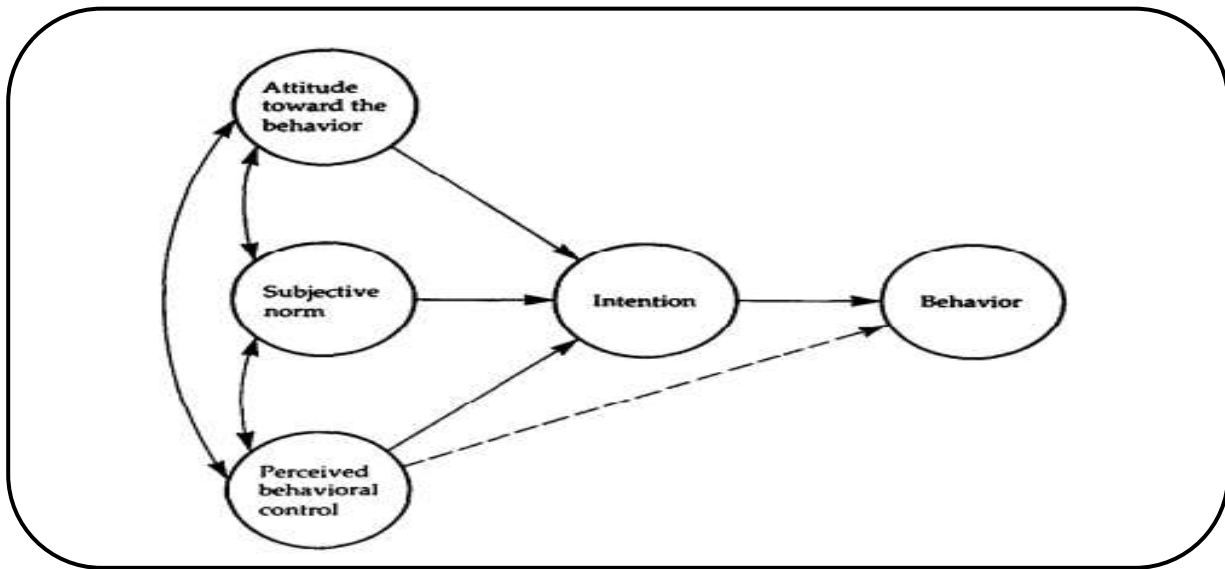 Attitude
toward the
behavior
Subjective
norm
Intention
Behavior
Perceived
behavioral
control